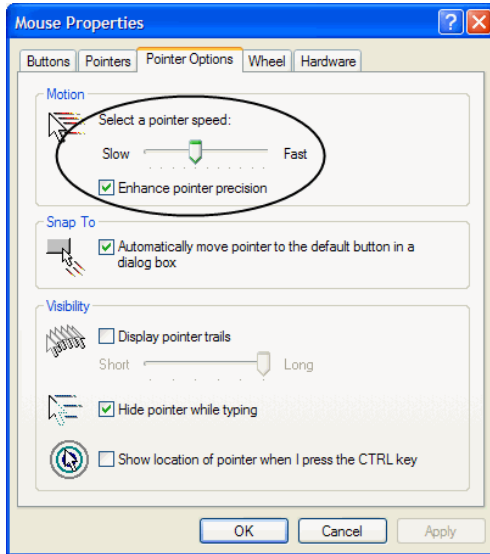 Mouse Properties
Buttons Pointers Pointer Options Wheel Hardware
Motion
Select a pointer speed:
Slow Fast
Enhance pointer precision
Snap To
Automatically move pointer to the default button in a
dialog box
Visibility
Display pointer trails
Short Long
Hide pointer while typing
Show location of pointer when I press the CTRL key
OK Cancel Apply